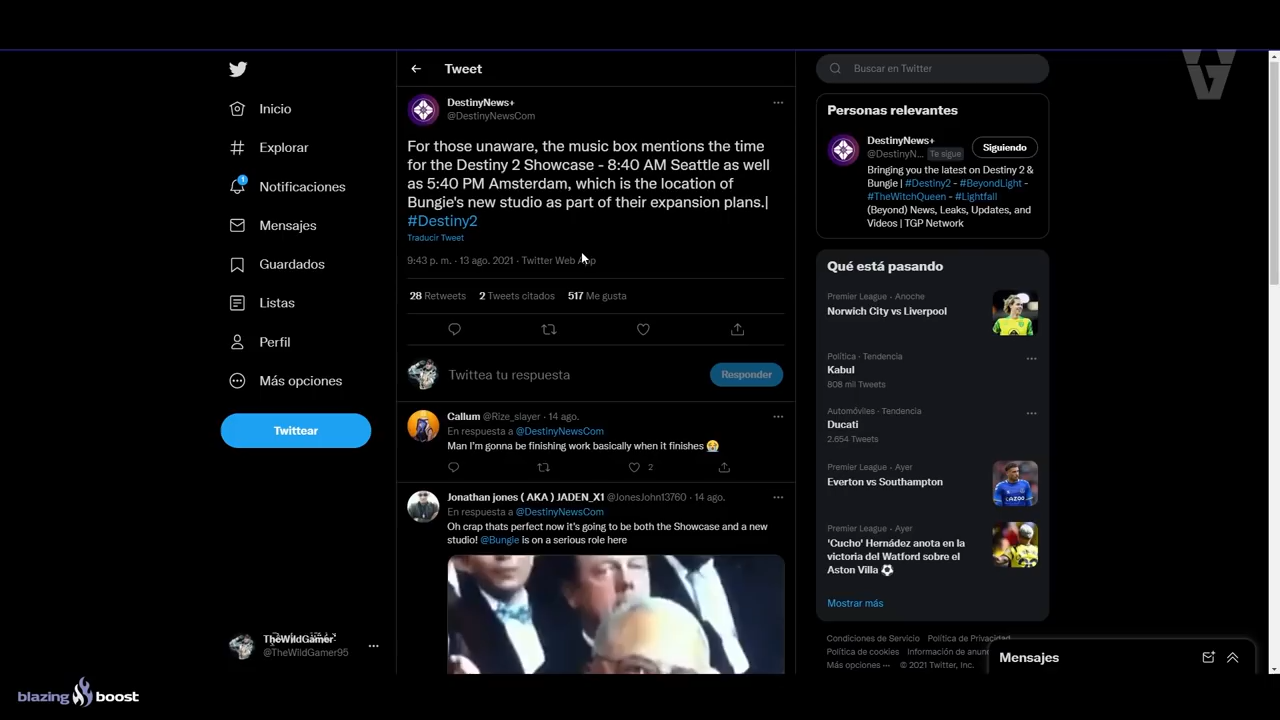 Tweet
Buscar en Twitter
Inicio
Explorar
1
Notificaciones
Mensajes
Guardados
Listas
Perfil
Más opciones
Twittear
TheWildGamer
@TheWildGamer95
DestinyNews+
@DestinyNewsCom
For those unaware, the music box mentions the time
for the Destiny 2 Showcase - 8:40 AM Seattle as well
as 5:40 PM Amsterdam, which is the location of
Bungie's new studio as part of their expansion plans.|
#Destiny2
Traducir Tweet
9:43 p. m. · 13 ago. 2021 · Twitter Web App
28 Retweets 2 Tweets citados 517 Me gusta
Twittea tu respuesta
Responder
Callum @Rize_slayer · 14 ago.
En respuesta a @DestinyNewsCom
Man I'm gonna be finishing work basically when it finishes 😭
2
Jonathan jones ( AKA ) JADEN_X1 @JonesJohn13760 · 14 ago.
En respuesta a @DestinyNewsCom
Oh crap thats perfect now it's going to be both the Showcase and a new
studio! @Bungie is on a serious role here
Personas relevantes
DestinyNews+
@DestinyN... Te sigue
Siguiendo
Bringing you the latest on Destiny 2 &
Bungie | #Destiny2 - #BeyondLight -
#TheWitchQueen - #Lightfall
(Beyond) News, Leaks, Updates, and
Videos | TGP Network
Qué está pasando
Premier League · Anoche
Norwich City vs Liverpool
Política · Tendencia
Kabul
808 mil Tweets
Automóviles · Tendencia
Ducati
2.654 Tweets
Premier League · Ayer
Everton vs Southampton
Premier League · Ayer
'Cucho' Hernández anota en la
victoria del Watford sobre el
Aston Villa ⚽
Mostrar más
Condiciones de Servicio Política de Privacidad
Política de cookies Información de anun
Más opciones ··· © 2021 Twitter, Inc.
Mensajes
blazing boost